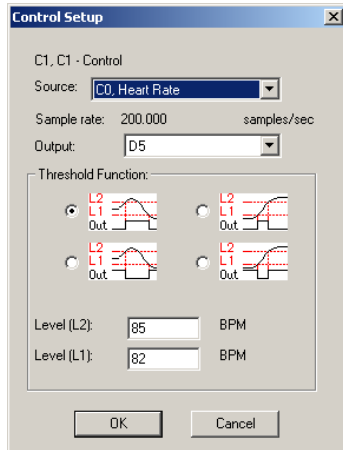 Control Setup
C1, C1 - Control
Source: C0, Heart Rate
Sample rate: 200.000 samples/sec
Output: D5
Threshold Function:
L2 L2
L1 L1
Out Out
L2 L2
L1 L1
Out Out
Level (L2): 85 BPM
Level (L1): 82 BPM
OK Cancel